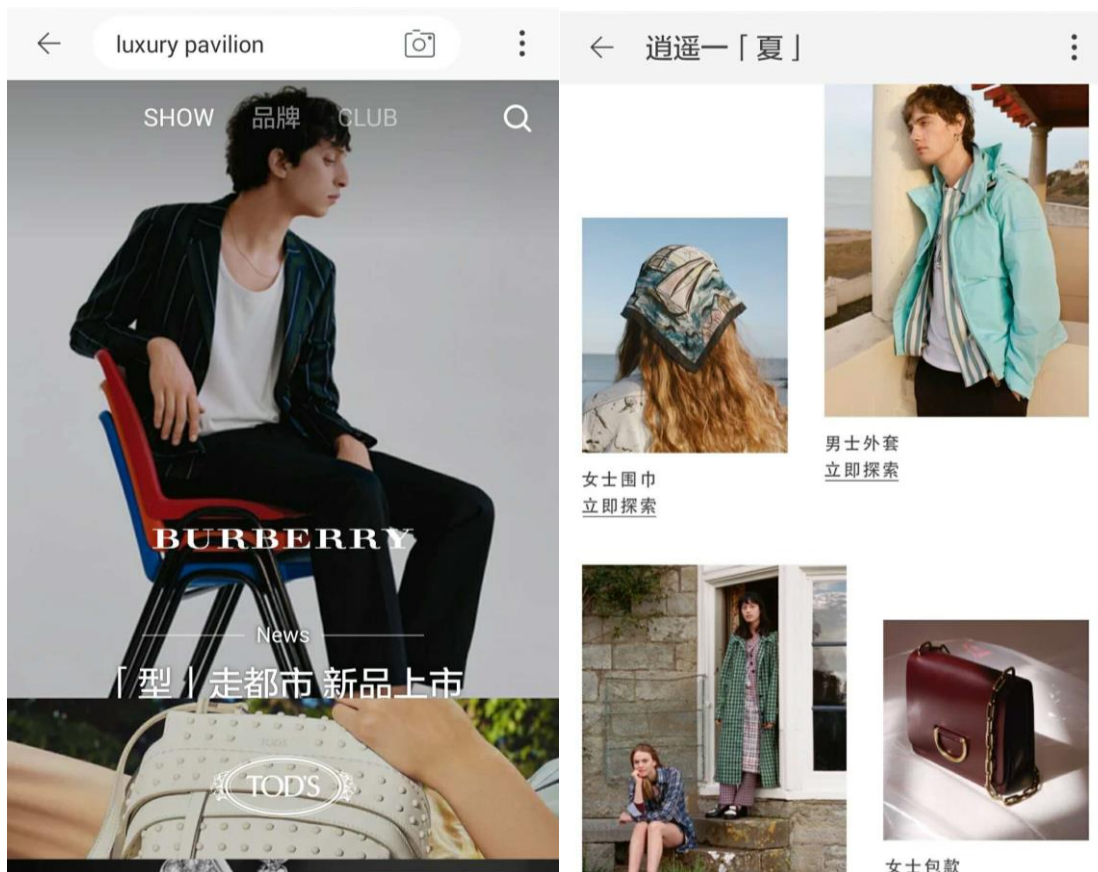 luxury pavilion
SHOW 品牌 CLUB
BURBERRY
News
「型」走都市 新品上市
TOD'S
逍遥一「夏」
男士外套
立即探索
女士围巾
立即探索
女士包款